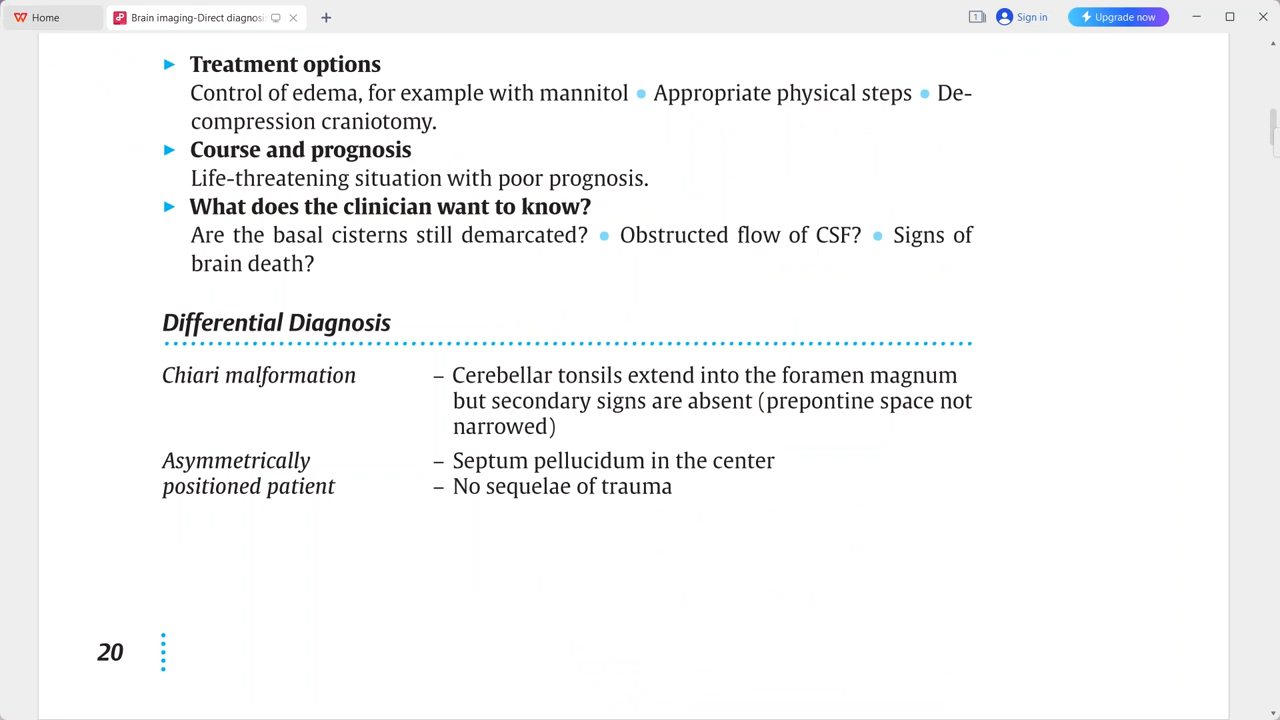 Home
Brain imaging-Direct diagnosi
1
Sign in
Upgrade now
► Treatment options
Control of edema, for example with mannitol ● Appropriate physical steps ● De-
compression craniotomy.
► Course and prognosis
Life-threatening situation with poor prognosis.
► What does the clinician want to know?
Are the basal cisterns still demarcated? ● Obstructed flow of CSF? ● Signs of
brain death?
Differential Diagnosis
Chiari malformation – Cerebellar tonsils extend into the foramen magnum
but secondary signs are absent (prepontine space not
narrowed)
Asymmetrically – Septum pellucidum in the center
positioned patient – No sequelae of trauma
20